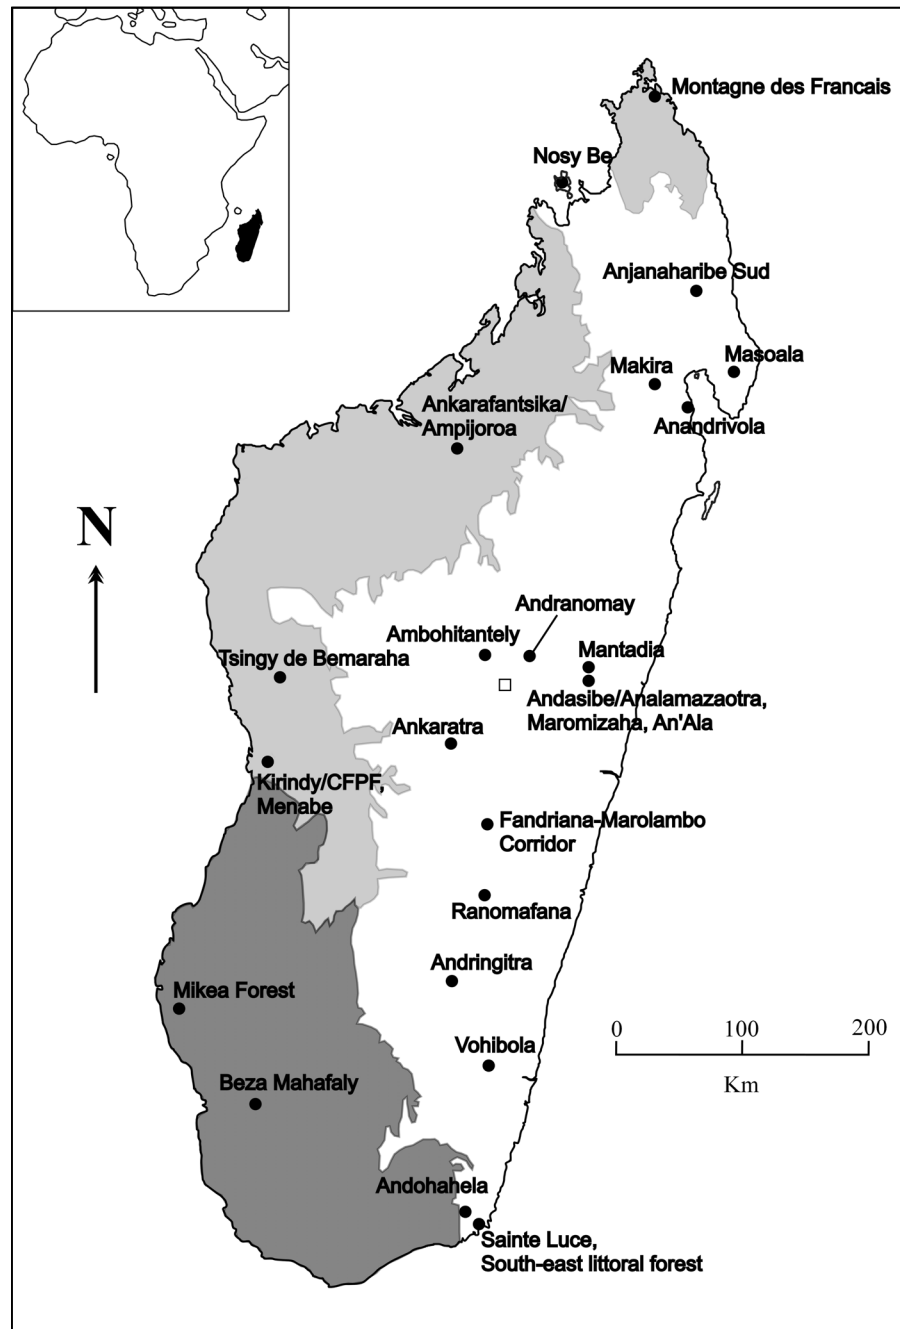 Montagne des Francais
Nosy Be
Anjanaharibe Sud
Masoala
Makira
Ankarafantsika/
Ampijoroa
Anandrivola
N
Andranomay
Ambohitantely
Mantadia
Tsingy de Bemaraha
Andasibe/Analamazaotra,
Maromizaha, An'Ala
Ankaratra
Kirindy/CFPF,
Menabe
Fandriana-Marolambo
Corridor
Ranomafana
Andringitra
Mikea Forest
0 100 200
Km
Vohibola
Beza Mahafaly
Andohahela
Sainte Luce,
South-east littoral forest